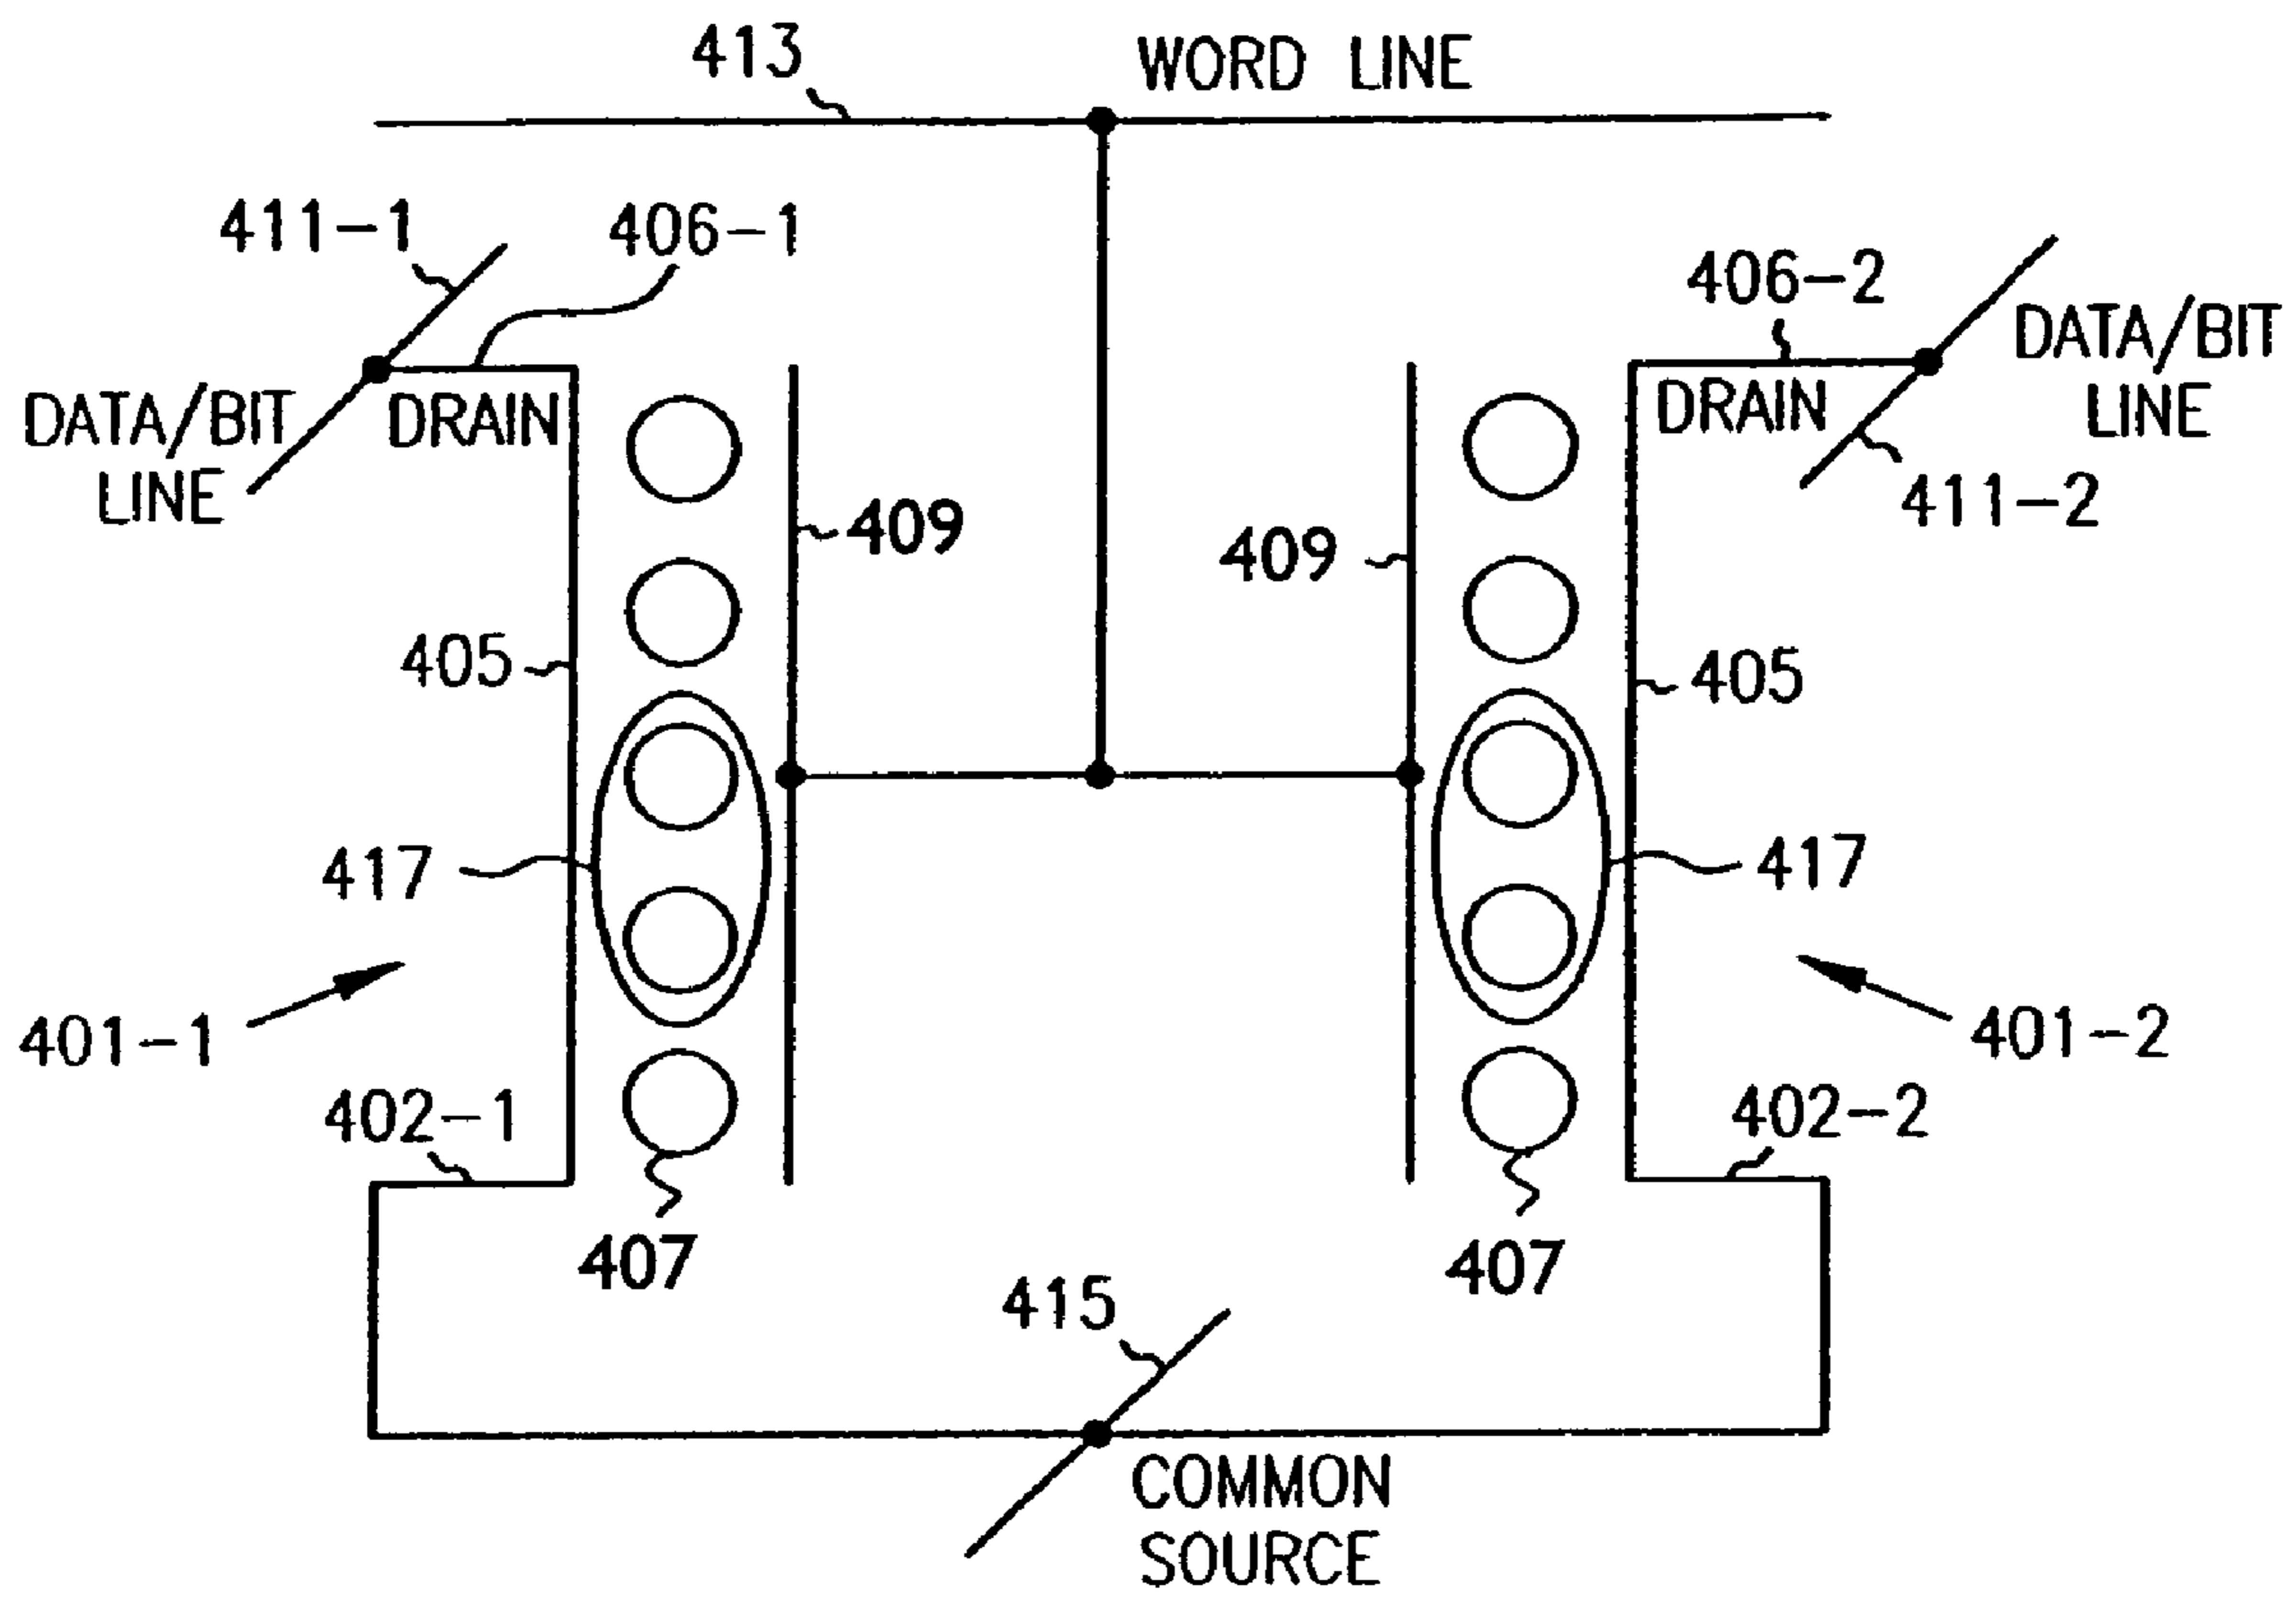 413
WORD LINE
411-1
406-1
406-2
DATA/BIT
LINE
DATA/BIT
LINE
DRAIN
DRAIN
411-2
409
409
405
405
417
417
401-1
401-2
402-1
402-2
407
407
415
COMMON
SOURCE